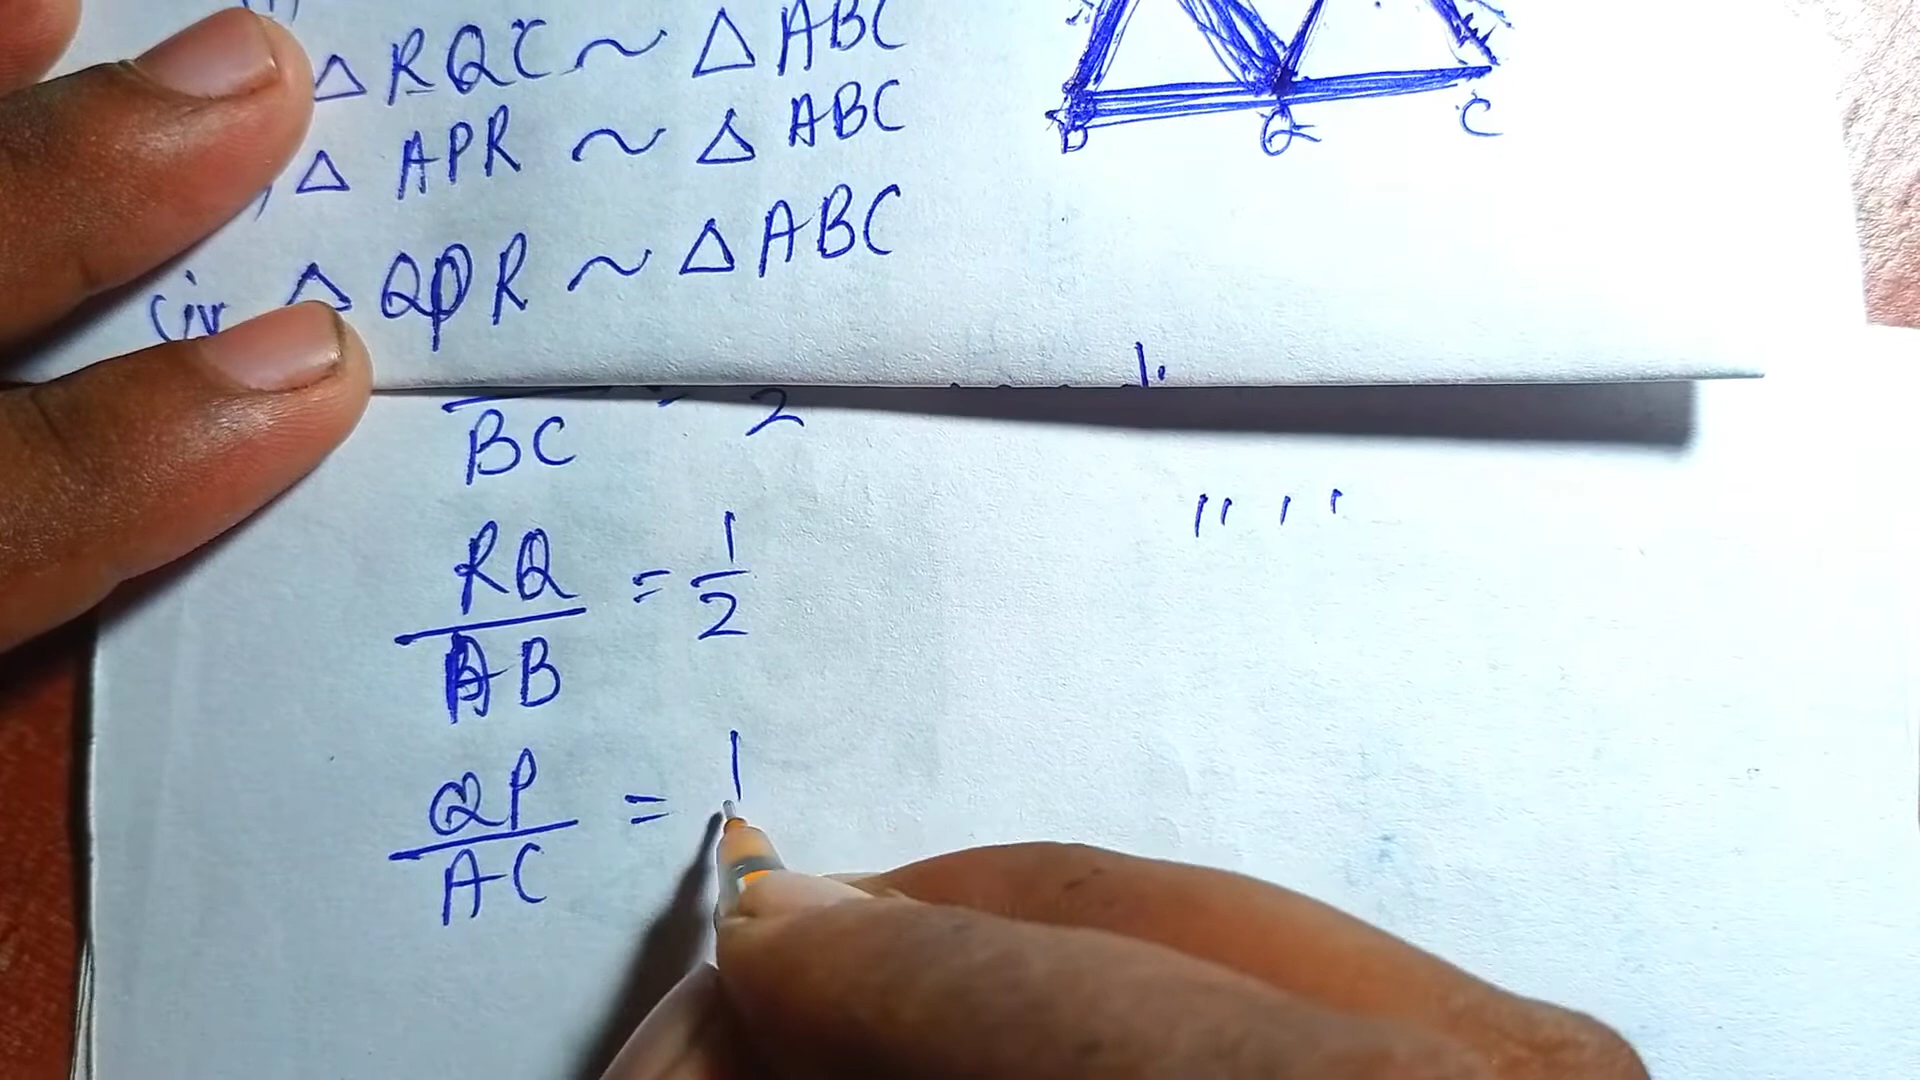 △ RQC ~ △ ABC
△ APR ~ △ ABC
(iv △ QPR ~ △ ABC
B Q C
BC = 2
RQ/AB = 1/2
QP/AC = 1